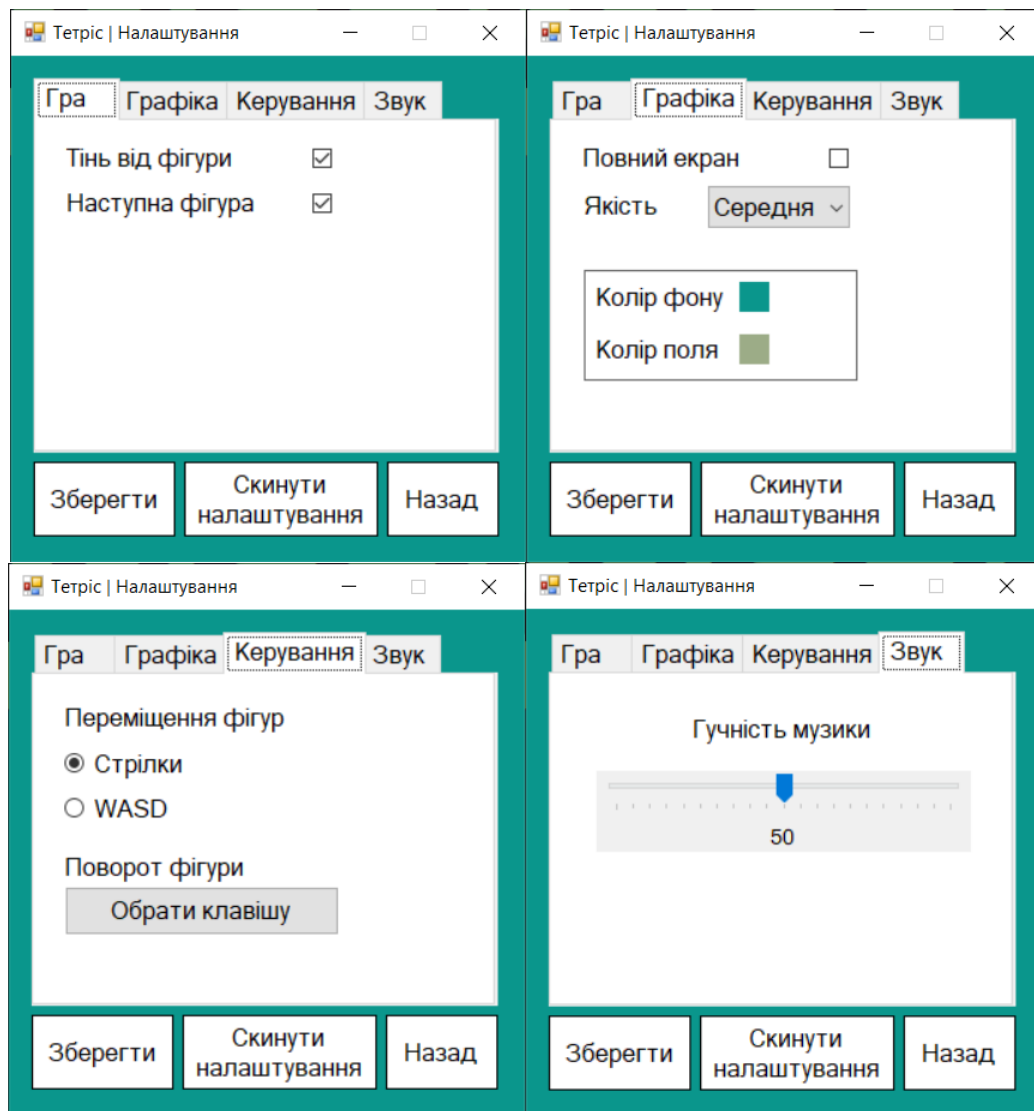 Тетріс | Налаштування
Гра Графіка Керування Звук
Тінь від фігури
Наступна фігура
Зберегти
Скинути
налаштування
Назад
Тетріс | Налаштування
Гра Графіка Керування Звук
Повний екран
Якість Середня
Колір фону
Колір поля
Зберегти
Скинути
налаштування
Назад
Тетріс | Налаштування
Гра Графіка Керування Звук
Переміщення фігур
Стрілки
WASD
Поворот фігури
Обрати клавішу
Зберегти
Скинути
налаштування
Назад
Тетріс | Налаштування
Гра Графіка Керування Звук
Гучність музики
50
Зберегти
Скинути
налаштування
Назад